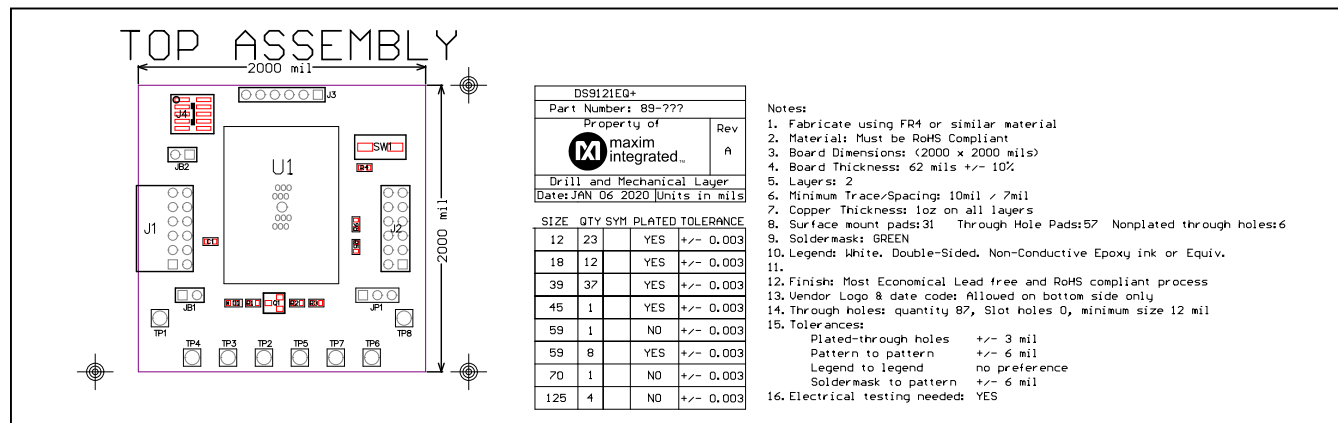 TOP ASSEMBLY
2000 mil
J3
J4
SW1
JB2
U1
2000 mil
J1
J2
C1
JB1
JP1
TP1
TP8
TP4 TP3 TP2 TP5 TP7 TP6
DS9121EQ+
Part Number: 89-???
Property of
maxim
integrated™
Rev
A
Drill and Mechanical Layer
Date:JAN 06 2020 Units in mils
SIZE QTY SYM PLATED TOLERANCE
12 23 YES +/- 0.003
18 12 YES +/- 0.003
39 37 YES +/- 0.003
45 1 YES +/- 0.003
59 1 NO +/- 0.003
59 8 YES +/- 0.003
70 1 NO +/- 0.003
125 4 NO +/- 0.003
Notes:
1. Fabricate using FR4 or similar material
2. Material: Must be RoHS Compliant
3. Board Dimensions: (2000 x 2000 mils)
4. Board Thickness: 62 mils +/- 10%
5. Layers: 2
6. Minimum Trace/Spacing: 10mil / 7mil
7. Copper Thickness: 1oz on all layers
8. Surface mount pads:31 Through Hole Pads:57 Nonplated through holes:6
9. Soldermask: GREEN
10. Legend: White. Double-Sided. Non-Conductive Epoxy ink or Equiv.
11.
12. Finish: Most Economical Lead free and RoHS compliant process
13. Vendor Logo & date code: Allowed on bottom side only
14. Through holes: quantity 87, Slot holes 0, minimum size 12 mil
15. Tolerances:
Plated-through holes +/- 3 mil
Pattern to pattern +/- 6 mil
Legend to legend no preference
Soldermask to pattern +/- 6 mil
16. Electrical testing needed: YES